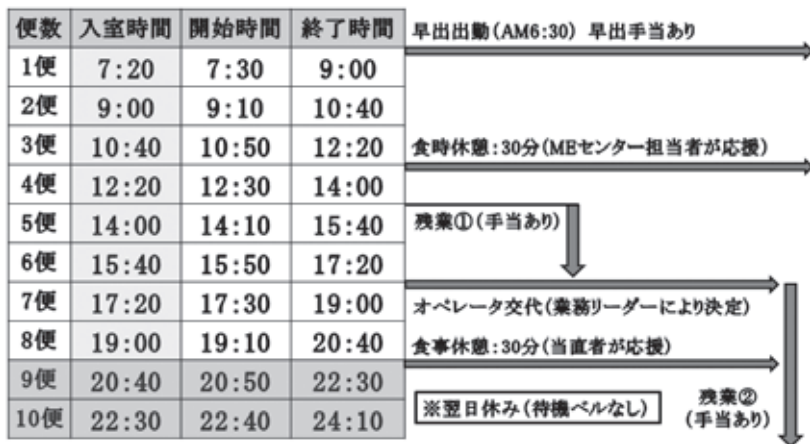 便数 入室時間 開始時間 終了時間
1便 7:20 7:30 9:00
2便 9:00 9:10 10:40
3便 10:40 10:50 12:20
4便 12:20 12:30 14:00
5便 14:00 14:10 15:40
6便 15:40 15:50 17:20
7便 17:20 17:30 19:00
8便 19:00 19:10 20:40
9便 20:40 20:50 22:30
10便 22:30 22:40 24:10
早出出勤(AM6:30) 早出手当あり
食時休憩:30分(MEセンター担当者が応援)
残業①(手当あり)
オペレータ交代(業務リーダーにより決定)
食事休憩:30分(当直者が応援)
※翌日休み(待機ベルなし)
残業②
(手当あり)